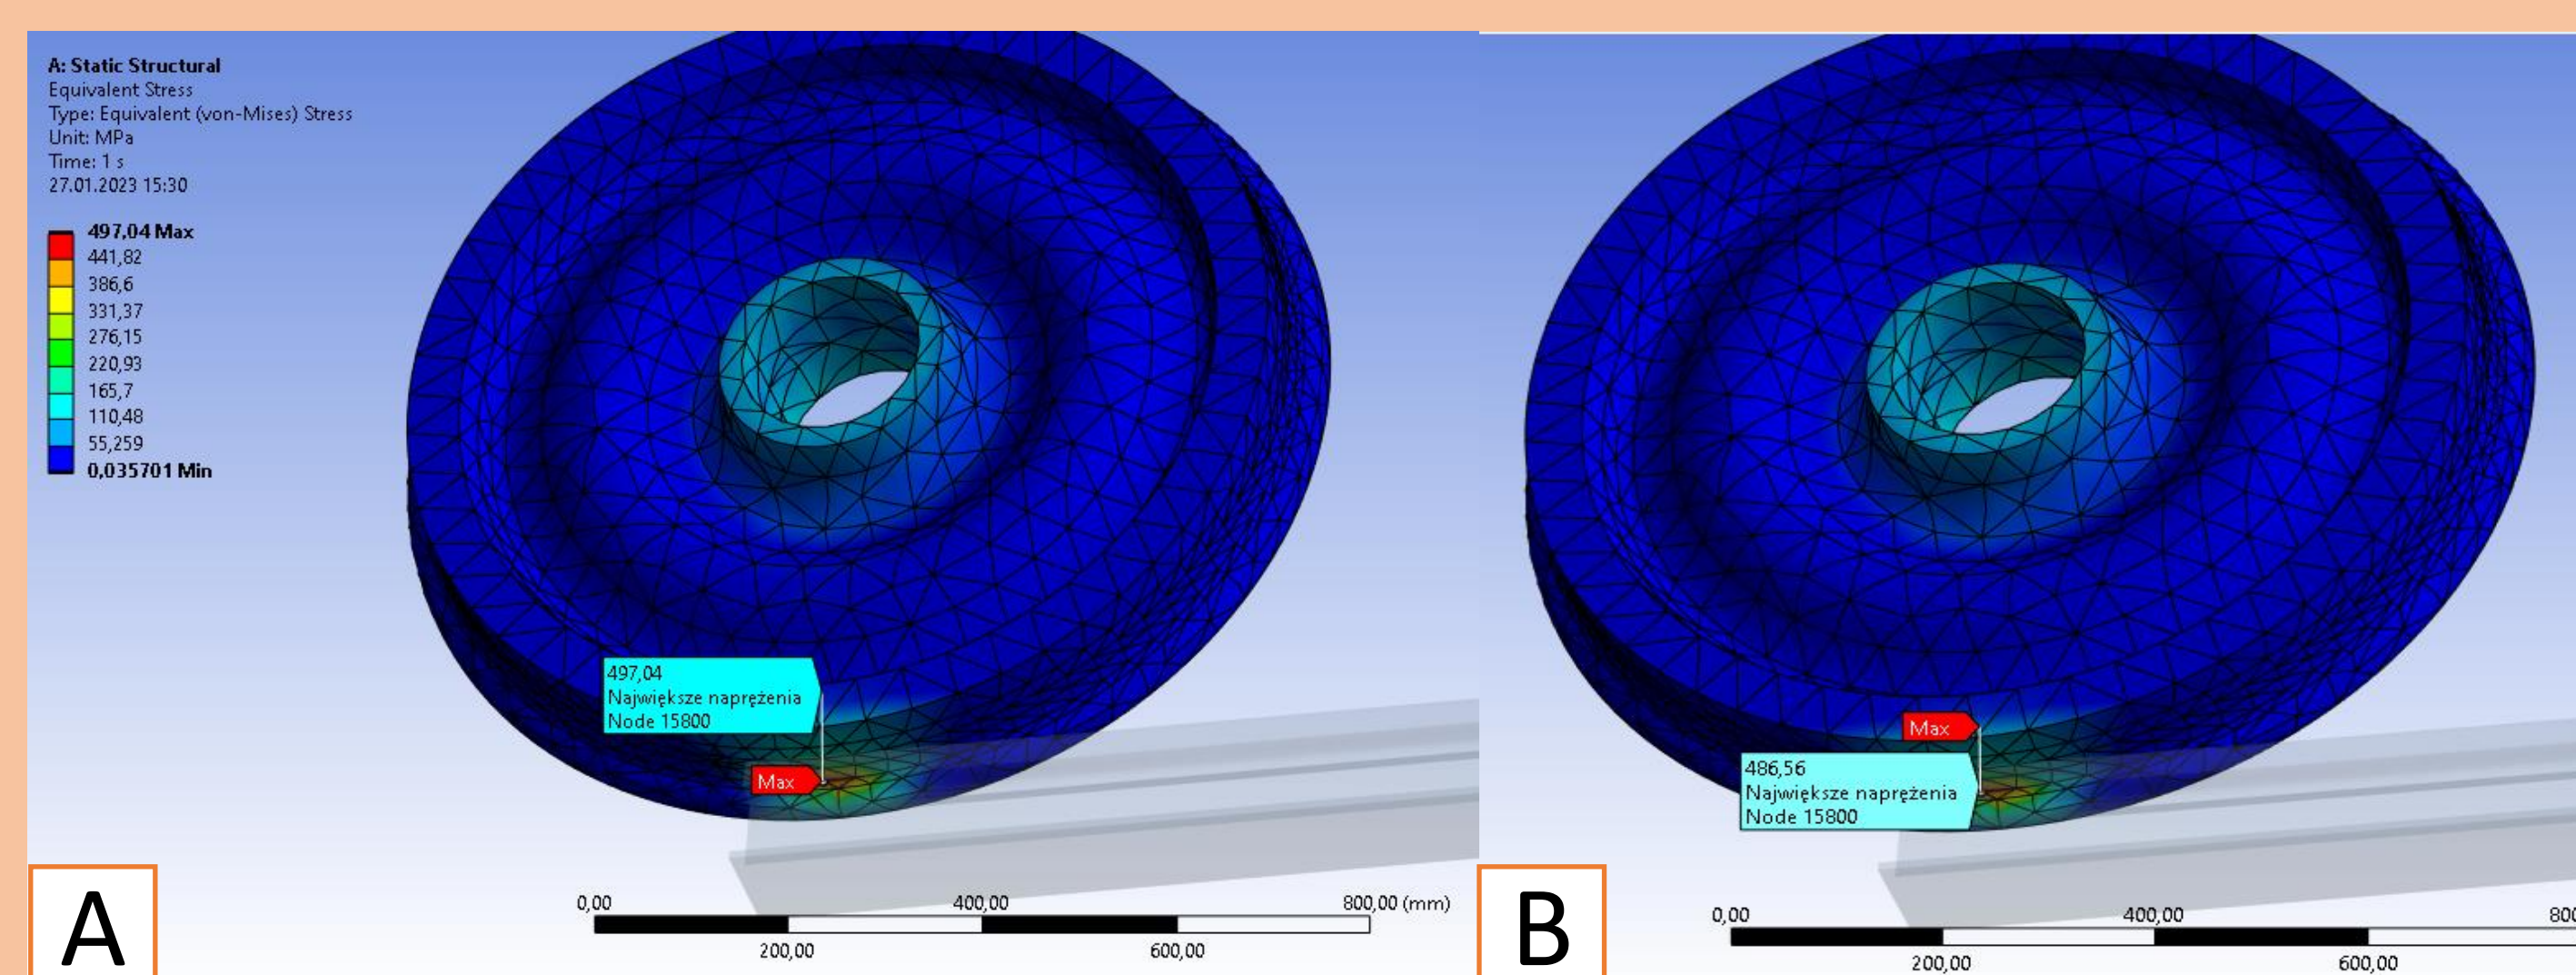 A: Static Structural
Equivalent Stress
Type: Equivalent (von-Mises) Stress
Unit: MPa
Time: 1 s
27.01.2023 15:30
497,04 Max
441,82
386,6
331,37
276,15
220,93
165,7
110,48
55,259
0,035701 Min
497,04
Największe naprężenia
Node 15800
Max
0,00
400,00
800,00 (mm)
200,00
600,00
A
Max
486,56
Największe naprężenia
Node 15800
0,00
400,00
200,00
600,00
B